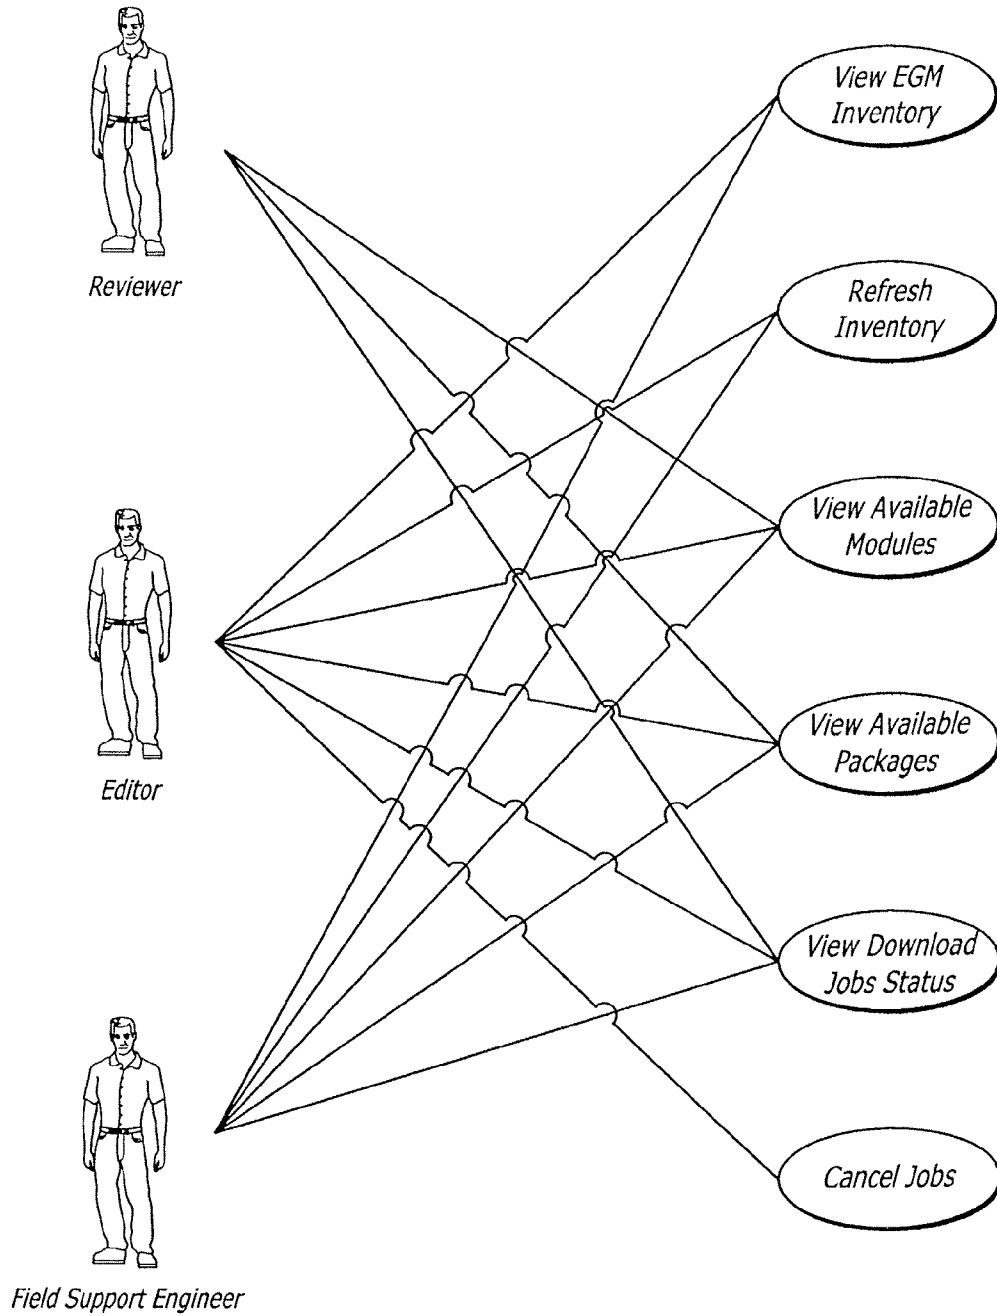 View EGM
Inventory
Reviewer
Refresh
Inventory
View Available
Modules
Editor
View Available
Packages
View Download
Jobs Status
Cancel Jobs
Field Support Engineer